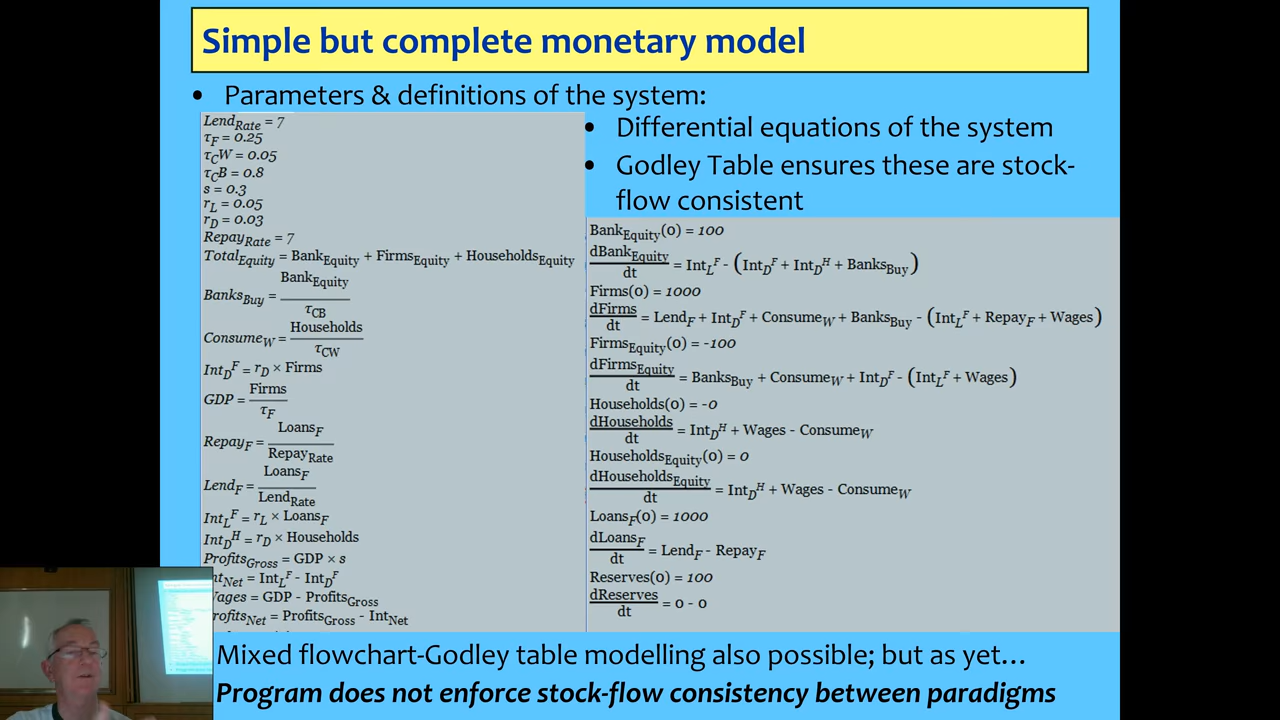 Simple but complete monetary model
• Parameters & definitions of the system:
Lend_Rate = 7
τ_F = 0.25
τ_CW = 0.05
τ_CB = 0.8
s = 0.3
r_L = 0.05
r_D = 0.03
Repay_Rate = 7
Total_Equity = Bank_Equity + Firms_Equity + Households_Equity
Banks_Buy = Bank_Equity / τ_CB
Consume_W = Households / τ_CW
Int_D^F = r_D × Firms
GDP = Firms / τ_F
Repay_F = Loans_F / Repay_Rate
Lend_F = Loans_F / Lend_Rate
Int_L^F = r_L × Loans_F
Int_D^H = r_D × Households
Profits_Gross = GDP × s
nt_Net = Int_L^F - Int_D^F
ages = GDP - Profits_Gross
rofits_Net = Profits_Gross - Int_Net
• Differential equations of the system
• Godley Table ensures these are stock-
flow consistent
Bank_Equity(0) = 100
dBank_Equity / dt = Int_L^F - (Int_D^F + Int_D^H + Banks_Buy)
Firms(0) = 1000
dFirms / dt = Lend_F + Int_D^F + Consume_W + Banks_Buy - (Int_L^F + Repay_F + Wages)
Firms_Equity(0) = -100
dFirms_Equity / dt = Banks_Buy + Consume_W + Int_D^F - (Int_L^F + Wages)
Households(0) = -0
dHouseholds / dt = Int_D^H + Wages - Consume_W
Households_Equity(0) = 0
dHouseholds_Equity / dt = Int_D^H + Wages - Consume_W
Loans_F(0) = 1000
dLoans_F / dt = Lend_F - Repay_F
Reserves(0) = 100
dReserves / dt = 0 - 0
Mixed flowchart-Godley table modelling also possible; but as yet…
Program does not enforce stock-flow consistency between paradigms